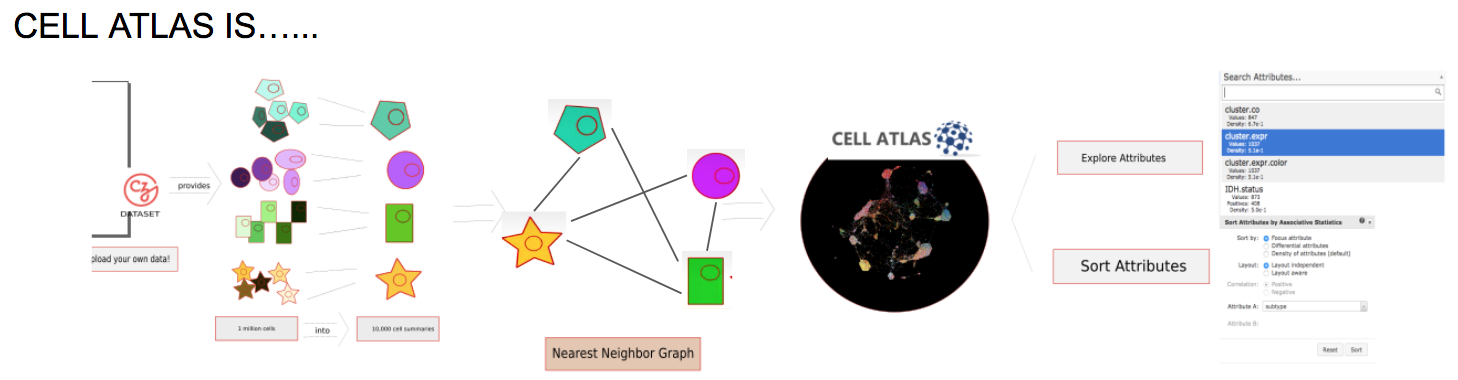 CELL ATLAS IS…...
CZ
DATASET
pload your own data!
provides
1 million cells
into
10,000 cell summaries
Nearest Neighbor Graph
CELL ATLAS
Explore Attributes
Sort Attributes
Search Attributes...
cluster.co
Values: 847
Density: 6.7e-1
cluster.expr
Values: 1037
Density: 5.1e-1
cluster.expr.color
Values: 1037
Density: 5.1e-1
IDH.status
Values: 873
Positives: 408
Density: 5.0e-1
Sort Attributes by Associative Statistics
Sort by: Focus attribute
Differential attributes
Density of attributes (default)
Layout: Layout independent
Layout aware
Correlation: Positive
Negative
Attribute A: subtype
Attribute B:
Reset Sort